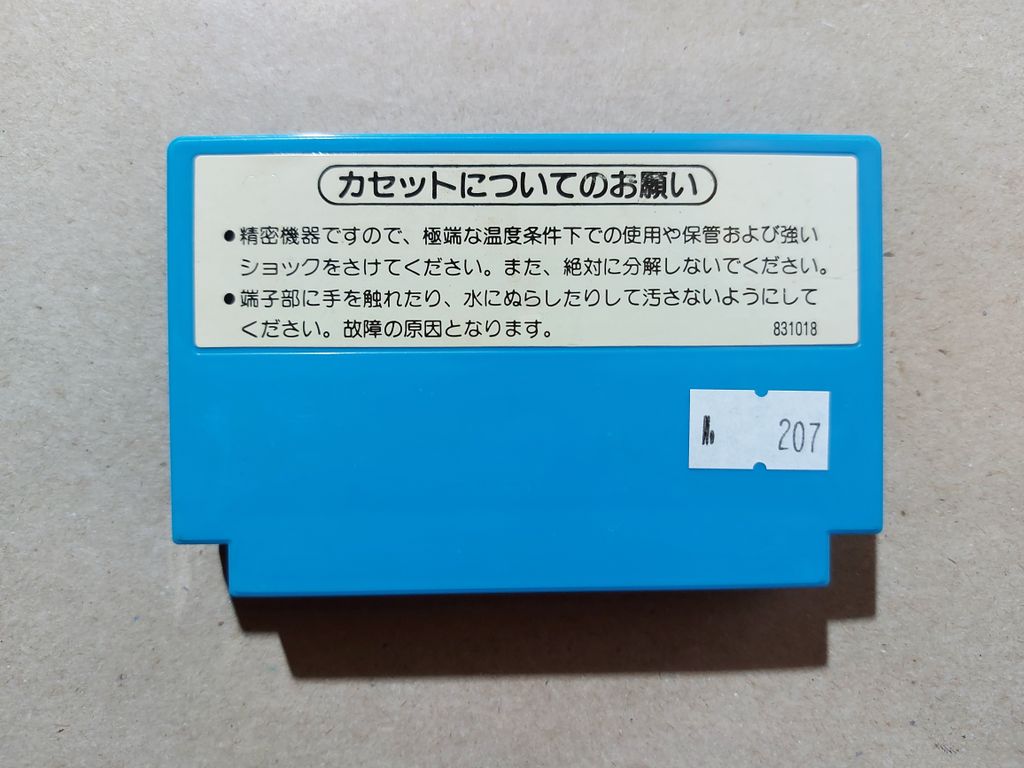 カセットについてのお願い
●精密機器ですので、極端な温度条件下での使用や保管および強い
ショックをさけてください。また、絶対に分解しないでください。
●端子部に手を触れたり、水にぬらしたりして汚さないようにして
ください。故障の原因となります。
831018
207